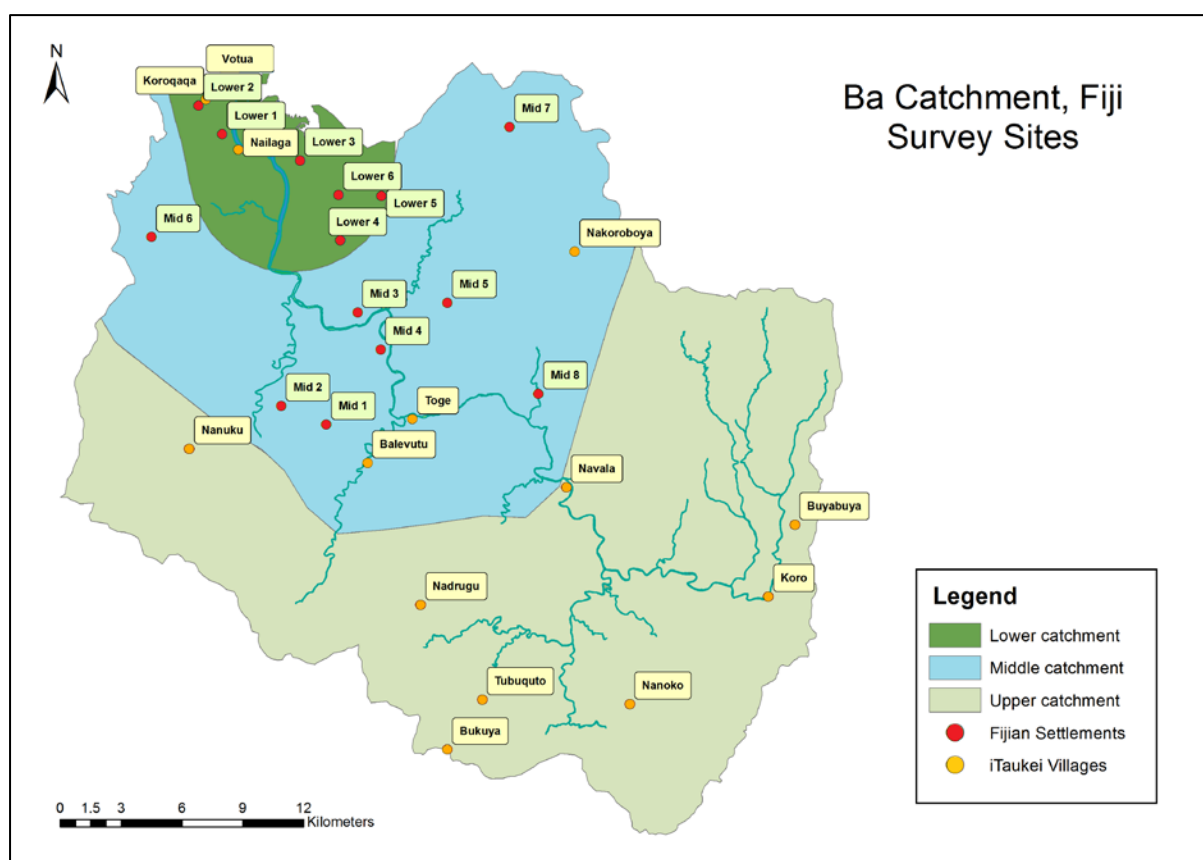 N
Ba Catchment, Fiji
Survey Sites
Votua
Koroqaqa
Lower 2
Lower 1
Nailaga
Lower 3
Mid 7
Lower 6
Lower 5
Lower 4
Mid 6
Nakoroboya
Mid 3
Mid 5
Mid 4
Mid 8
Mid 2
Mid 1
Toge
Nanuku
Balevutu
Navala
Buyabuya
Nadrugu
Koro
Tubuquto
Nanoko
Bukuya
Legend
Lower catchment
Middle catchment
Upper catchment
Fijian Settlements
iTaukei Villages
0 1.5 3 6 9 12
Kilometers